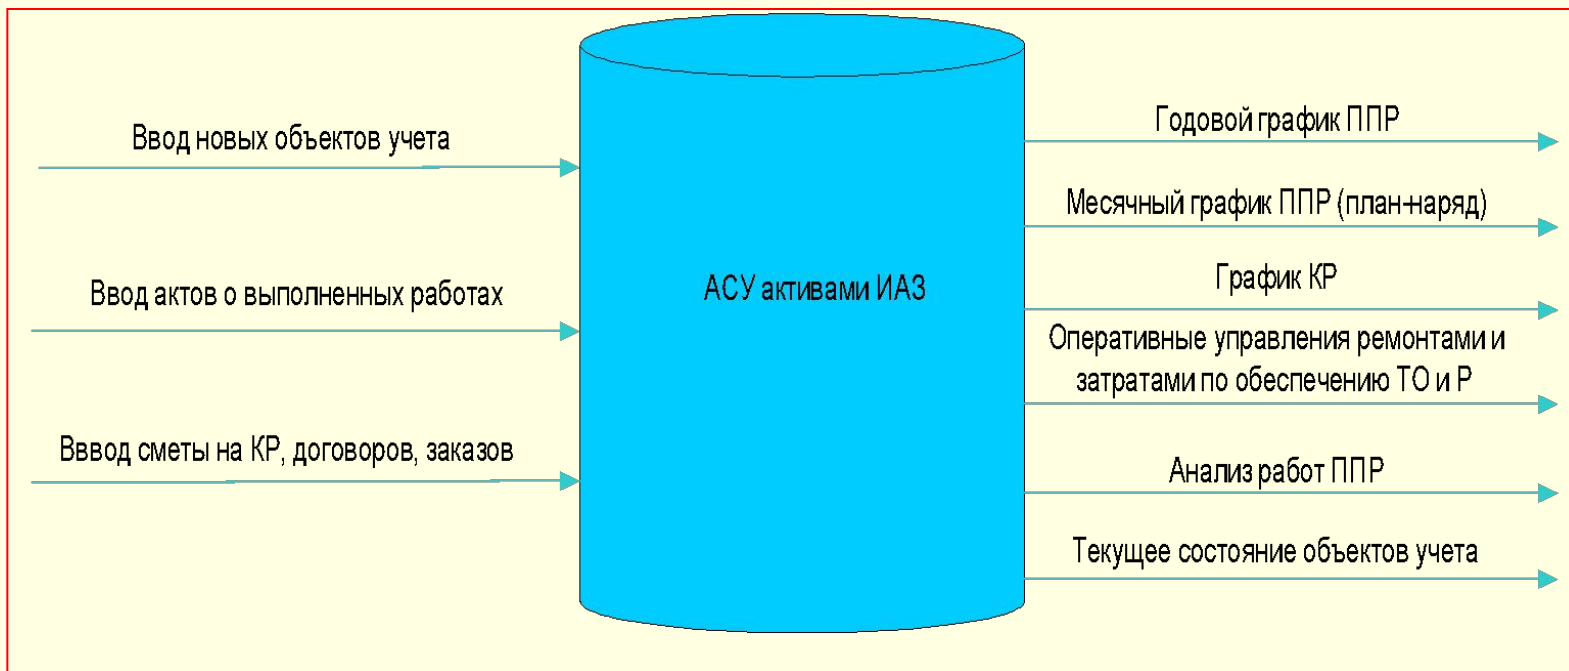 Ввод новых объектов учета
Ввод актов о выполненных работах
Вввод сметы на КР, договоров, заказов
АСУ активами ИАЗ
Годовой график ППР
Месячный график ППР (план-наряд)
График КР
Оперативные управления ремонтами и
затратами по обеспечению ТО и Р
Анализ работ ППР
Текущее состояние объектов учета